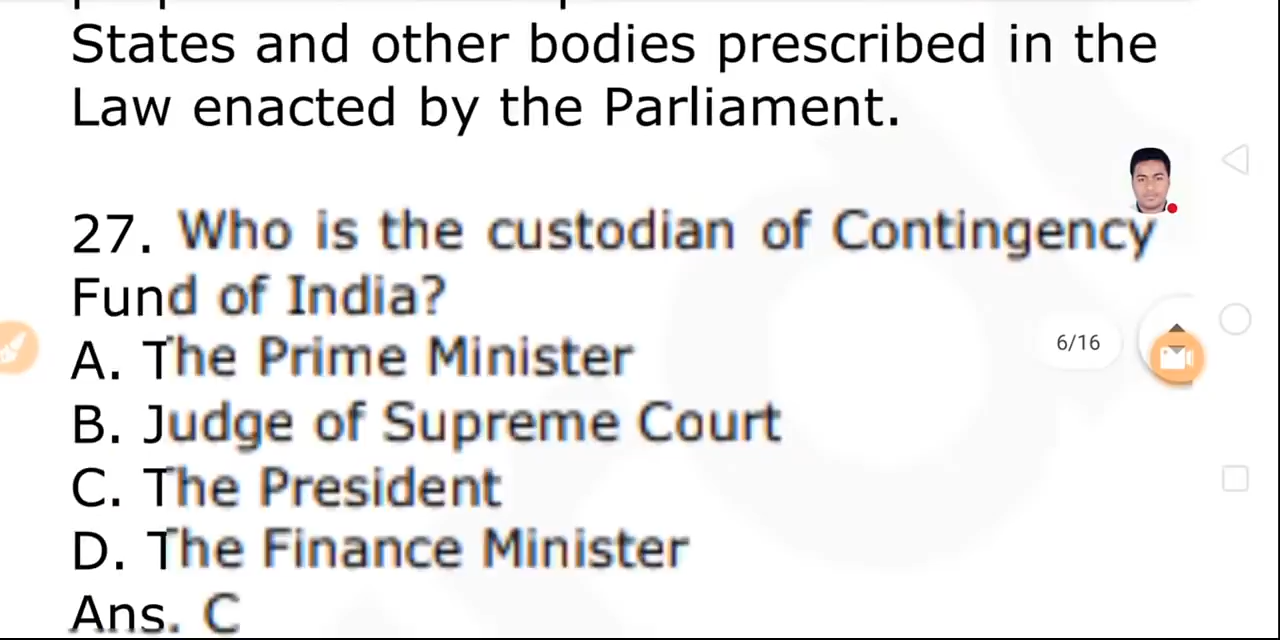 States and other bodies prescribed in the
Law enacted by the Parliament.
27. Who is the custodian of Contingency
Fund of India?
6/16
A. The Prime Minister
B. Judge of Supreme Court
C. The President
D. The Finance Minister
Ans. C